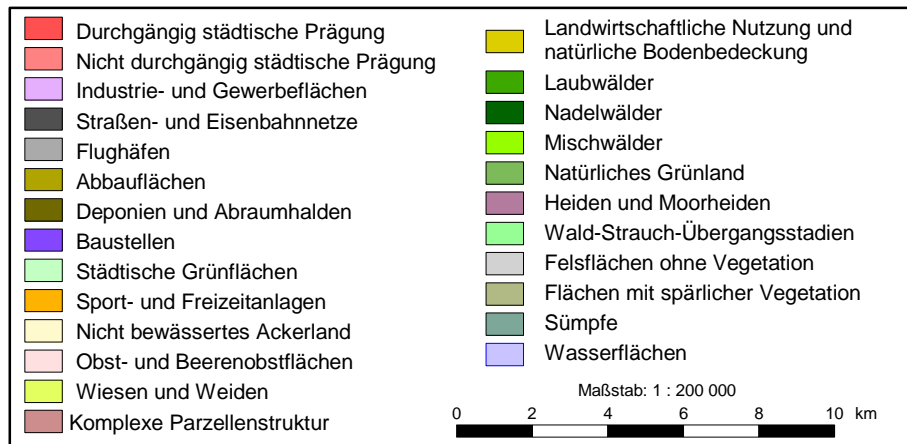 Durchgängig städtische Prägung
Nicht durchgängig städtische Prägung
Industrie- und Gewerbeflächen
Straßen- und Eisenbahnnetze
Flughäfen
Abbauflächen
Deponien und Abraumhalden
Baustellen
Städtische Grünflächen
Sport- und Freizeitanlagen
Nicht bewässertes Ackerland
Obst- und Beerenobstflächen
Wiesen und Weiden
Komplexe Parzellenstruktur
Landwirtschaftliche Nutzung und
natürliche Bodenbedeckung
Laubwälder
Nadelwälder
Mischwälder
Natürliches Grünland
Heiden und Moorheiden
Wald-Strauch-Übergangsstadien
Felsflächen ohne Vegetation
Flächen mit spärlicher Vegetation
Sümpfe
Wasserflächen
Maßstab: 1 : 200 000
0 2 4 6 8 10 km